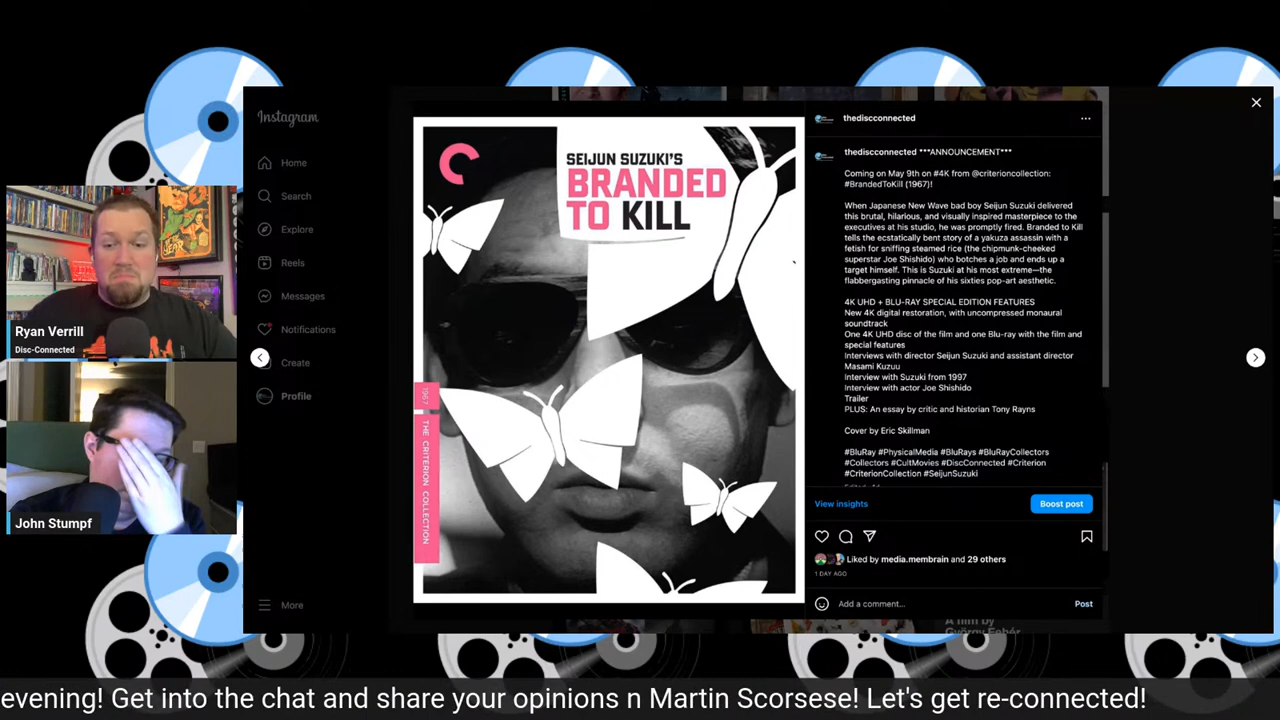 Instagram
Home
Search
Explore
Reels
Messages
Notifications
Create
Profile
More
Ryan Verrill
Disc-Connected
John Stumpf
SEIJUN SUZUKI'S
BRANDED
TO KILL
1967
THE CRITERION COLLECTION
thediscconnected
thediscconnected ***ANNOUNCEMENT***
Coming on May 9th on #4K from @criterioncollection:
#BrandedToKill (1967)!
When Japanese New Wave bad boy Seijun Suzuki delivered
this brutal, hilarious, and visually inspired masterpiece to the
executives at his studio, he was promptly fired. Branded to Kill
tells the ecstatically bent story of a yakuza assassin with a
fetish for sniffing steamed rice (the chipmunk-cheeked
superstar Joe Shishido) who botches a job and ends up a
target himself. This is Suzuki at his most extreme—the
flabbergasting pinnacle of his sixties pop-art aesthetic.
4K UHD + BLU-RAY SPECIAL EDITION FEATURES
New 4K digital restoration, with uncompressed monaural
soundtrack
One 4K UHD disc of the film and one Blu-ray with the film and
special features
Interviews with director Seijun Suzuki and assistant director
Masami Kuzuu
Interview with Suzuki from 1997
Interview with actor Joe Shishido
Trailer
PLUS: An essay by critic and historian Tony Rayns
Cover by Eric Skillman
#BluRay #PhysicalMedia #BluRays #BluRayCollectors
#Collectors #CultMovies #DiscConnected #Criterion
#CriterionCollection #SeijunSuzuki
View insights
Boost post
Liked by media.membrain and 29 others
1 DAY AGO
Add a comment...
Post
A film by
György Fehér
evening! Get into the chat and share your opinions n Martin Scorsese! Let's get re-connected!